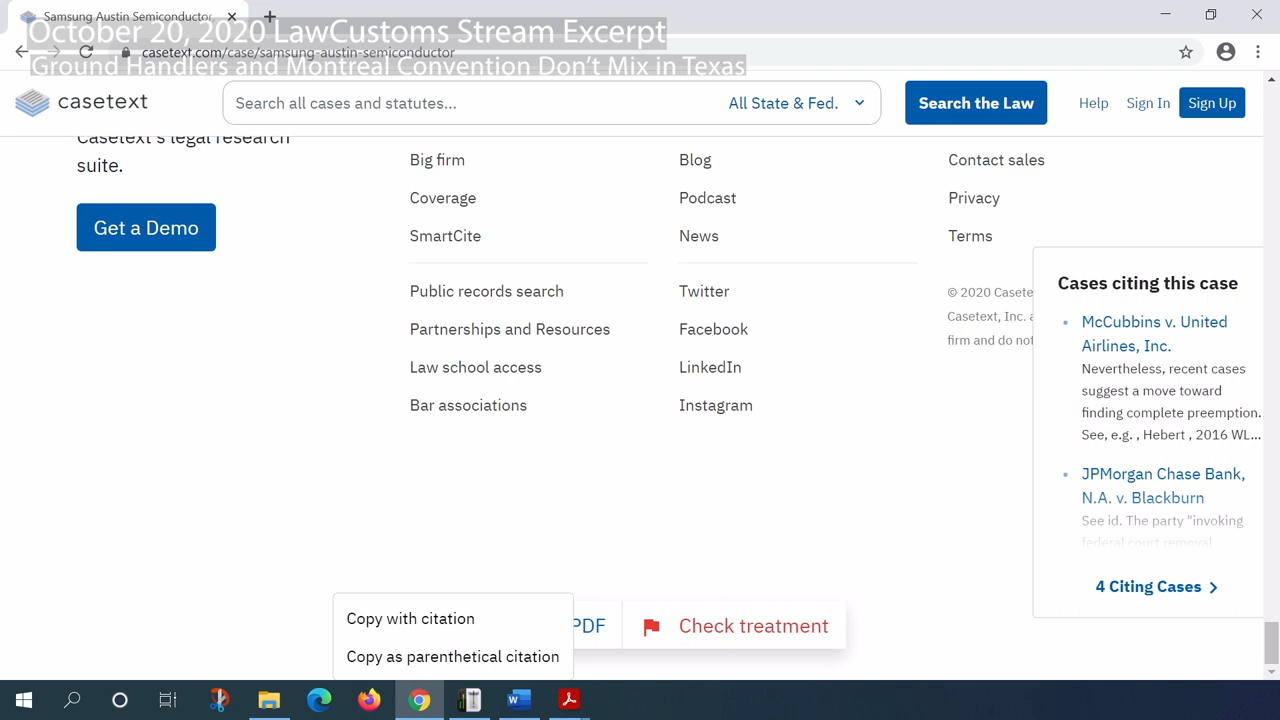 Samsung Austin Semiconductor,
October 20, 2020 LawCustoms Stream Excerpt
casetext.com/case/samsung-austin-semiconductor
Ground Handlers and Montreal Convention Don't Mix in Texas
casetext
Search all cases and statutes...
All State & Fed.
Search the Law
Help
Sign In
Sign Up
Casetext's legal research
suite.
Get a Demo
Big firm
Coverage
SmartCite
Public records search
Partnerships and Resources
Law school access
Bar associations
Blog
Podcast
News
Twitter
Facebook
LinkedIn
Instagram
Contact sales
Privacy
Terms
© 2020 Casete
Casetext, Inc. a
firm and do not
Cases citing this case
McCubbins v. United
Airlines, Inc.
Nevertheless, recent cases
suggest a move toward
finding complete preemption.
See, e.g. , Hebert , 2016 WL...
JPMorgan Chase Bank,
N.A. v. Blackburn
See id. The party "invoking
federal court removal
4 Citing Cases
Copy with citation
Copy as parenthetical citation
PDF
Check treatment